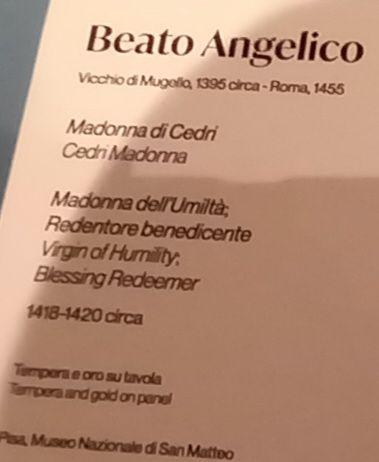 Beato Angelico
Vicchio di Mugello, 1395 circa - Roma, 1455
Madonna di Cedri
Cedri Madonna
Madonna dell'Umiltà;
Redentore benedicente
Virgin of Humility;
Blessing Redeemer
1418-1420 circa
Tempera e oro su tavola
Tempera and gold on panel
Pisa, Museo Nazionale di San Matteo